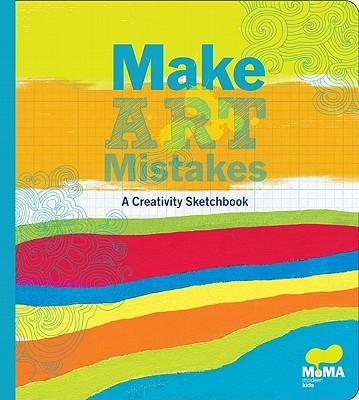 Make
ART
Mistakes
A Creativity Sketchbook
MoMA
modern
kids